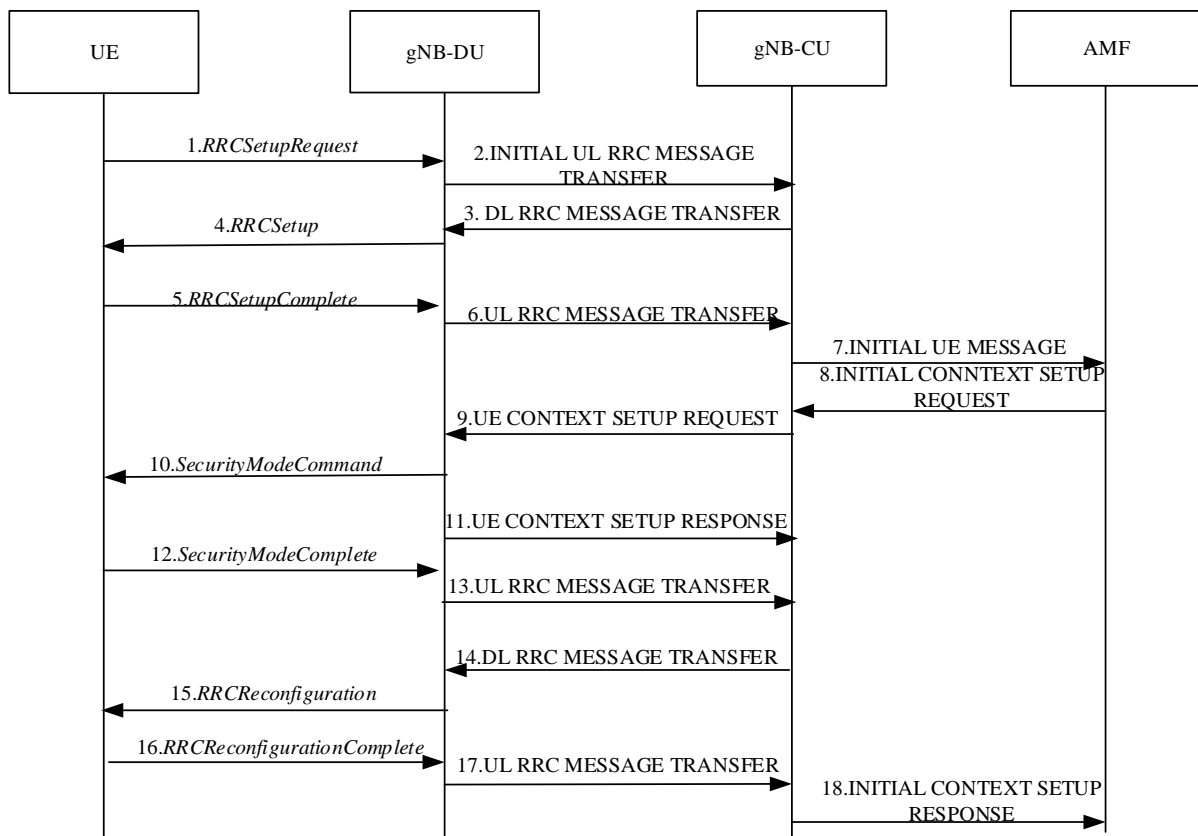 UE
gNB-DU
gNB-CU
AMF
1.RRCSetupRequest
2.INITIAL UL RRC MESSAGE
TRANSFER
3. DL RRC MESSAGE TRANSFER
4.RRCSetup
5.RRCSetupComplete
6.UL RRC MESSAGE TRANSFER
7.INITIAL UE MESSAGE
8.INITIAL CONNTEXT SETUP
REQUEST
9.UE CONTEXT SETUP REQUEST
10.SecurityModeCommand
11.UE CONTEXT SETUP RESPONSE
12.SecurityModeComplete
13.UL RRC MESSAGE TRANSFER
14.DL RRC MESSAGE TRANSFER
15.RRCReconfiguration
16.RRCReconfigurationComplete
17.UL RRC MESSAGE TRANSFER
18.INITIAL CONTEXT SETUP
RESPONSE